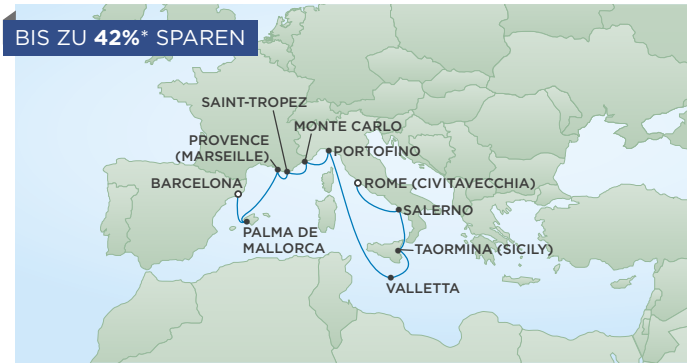 BIS ZU 42%* SPAREN
SAINT-TROPEZ
MONTE CARLO
PROVENCE
(MARSEILLE)
PORTOFINO
BARCELONA
ROME (CIVITAVECCHIA)
SALERNO
PALMA DE
MALLORCA
TAORMINA (SICILY)
VALLETTA